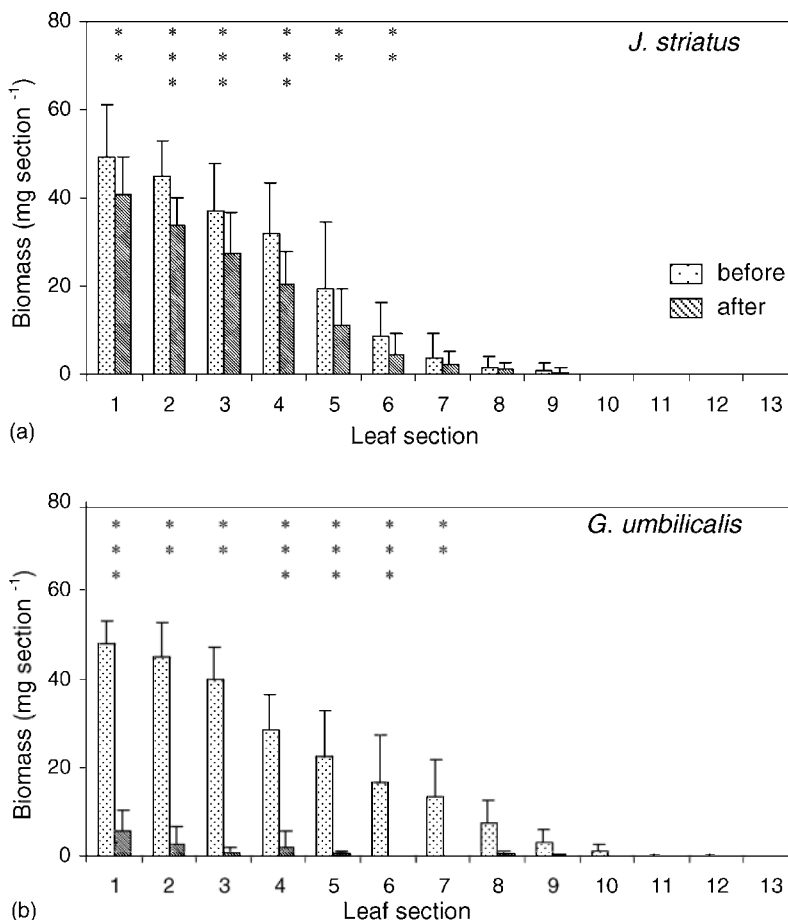 80
* * * * * *
* * * * * *
* * *
J. striatus
60
40
20
0
Biomass (mg section -1)
before
after
1 2 3 4 5 6 7 8 9 10 11 12 13
(a)
Leaf section
80
* * * * * * *
* * * * * * *
* * * *
G. umbilicalis
60
40
20
0
Biomass (mg section -1)
1 2 3 4 5 6 7 8 9 10 11 12 13
(b)
Leaf section